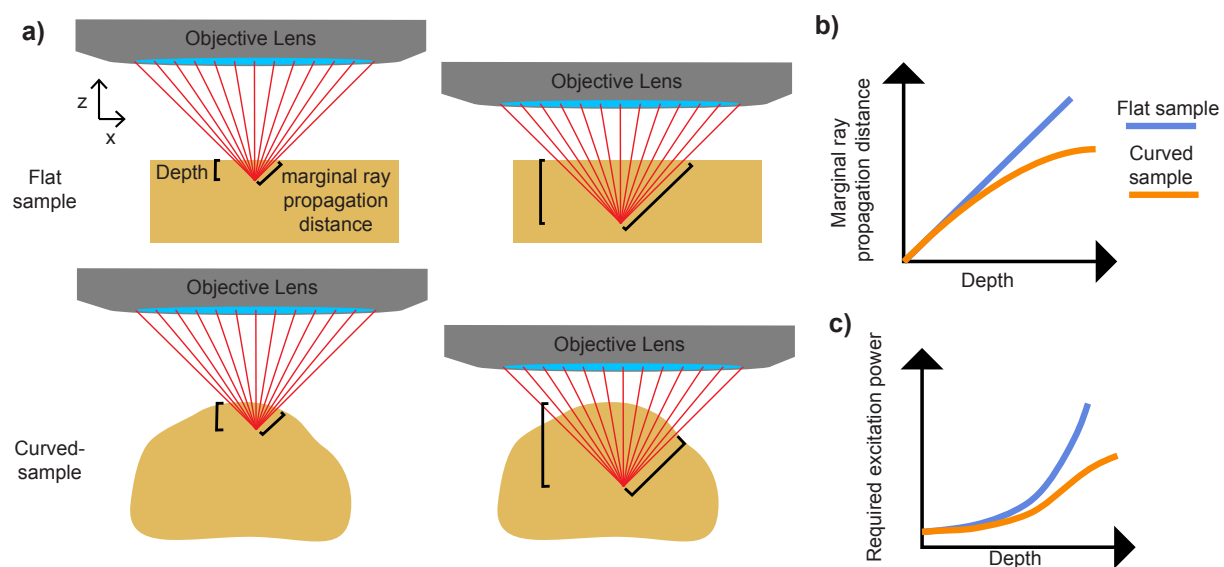 a)
Objective Lens
Objective Lens
z
x
Flat
sample
Depth
marginal ray
propagation
distance
Objective Lens
Objective Lens
Curved-
sample
b)
Marginal ray
propagation distance
Depth
Flat sample
Curved
sample
c)
Required excitation power
Depth